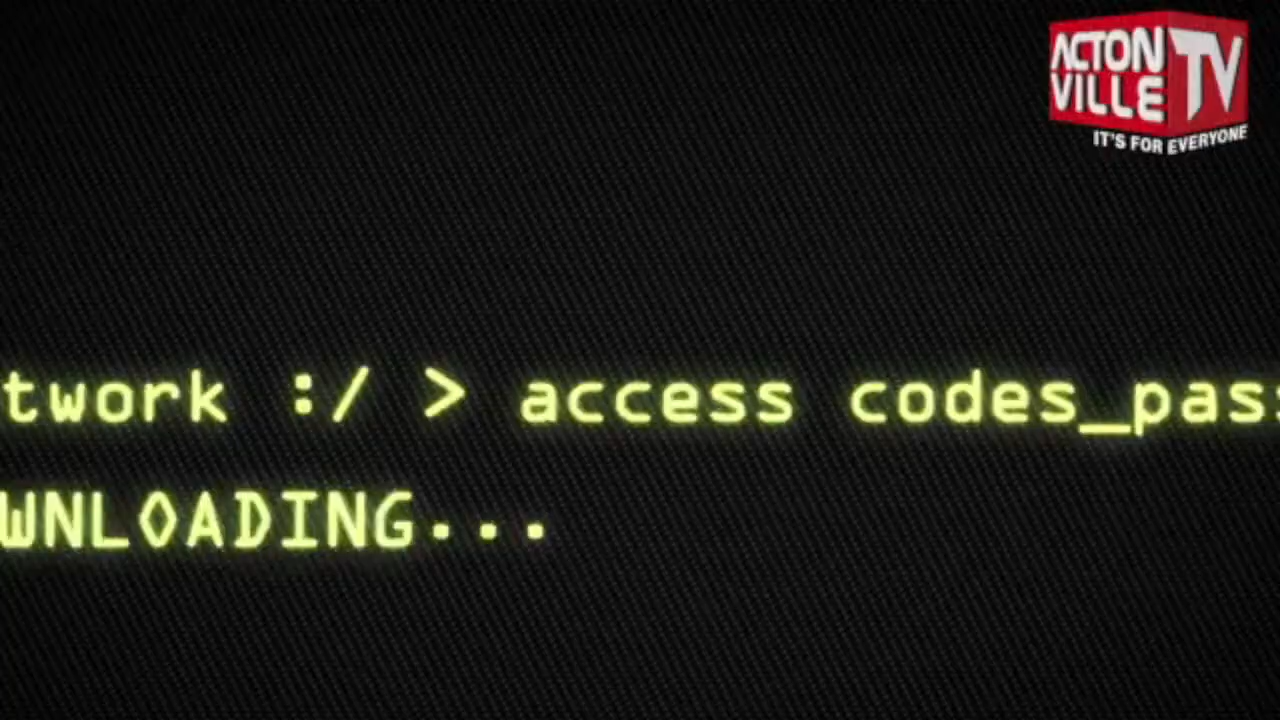 ACTON
VILLE
TV
IT'S FOR EVERYONE
twork :/ > access codes_pas
WNLOADING...